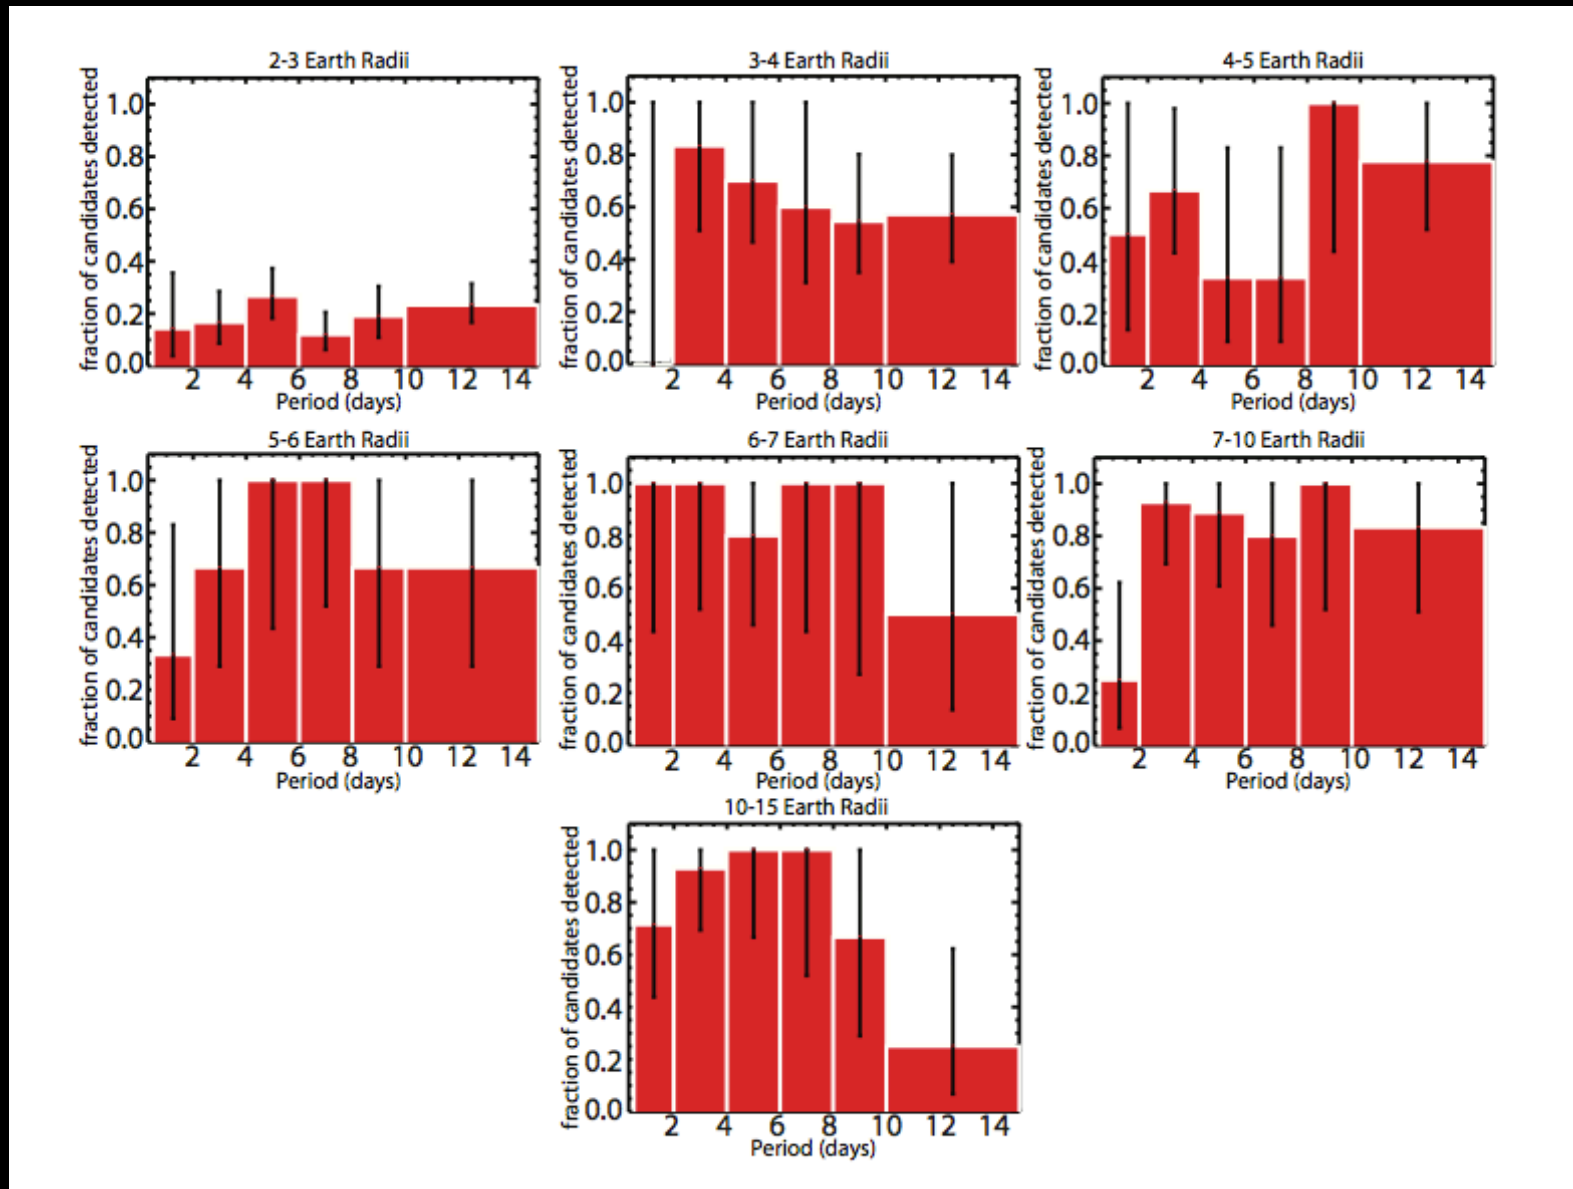 2-3 Earth Radii
fraction of candidates detected
1.0
0.8
0.6
0.4
0.2
0.0
2 4 6 8 10 12 14
Period (days)
3-4 Earth Radii
fraction of candidates detected
1.0
0.8
0.6
0.4
0.2
0.0
2 4 6 8 10 12 14
Period (days)
4-5 Earth Radii
fraction of candidates detected
1.0
0.8
0.6
0.4
0.2
0.0
2 4 6 8 10 12 14
Period (days)
5-6 Earth Radii
fraction of candidates detected
1.0
0.8
0.6
0.4
0.2
0.0
2 4 6 8 10 12 14
Period (days)
6-7 Earth Radii
fraction of candidates detected
1.0
0.8
0.6
0.4
0.2
0.0
2 4 6 8 10 12 14
Period (days)
7-10 Earth Radii
fraction of candidates detected
1.0
0.8
0.6
0.4
0.2
0.0
2 4 6 8 10 12 14
Period (days)
10-15 Earth Radii
fraction of candidates detected
1.0
0.8
0.6
0.4
0.2
0.0
2 4 6 8 10 12 14
Period (days)